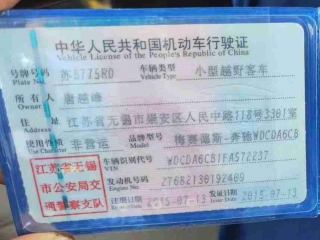 中华人民共和国机动车行驶证
Vehicle License of the People's Republic of China
号牌号码 苏B775RD 车辆类型 小型越野客车
Plate No. Vehicle Type
所有人 唐越峰
Owner
住址 江苏省无锡市崇安区人民中路118号3301室
Address
使用性质 非营运 品牌型号 梅赛德斯-奔驰WDCDA6CB
Use Character Model
江苏省无锡 车辆识别代号 WDCDA6CB1FA572237
VIN
市公安局交 发动机号码 27682130192409
Engine No.
通警察支队 注册日期 2015-07-13 发证日期 2015-07-13
Register Date Issue Date